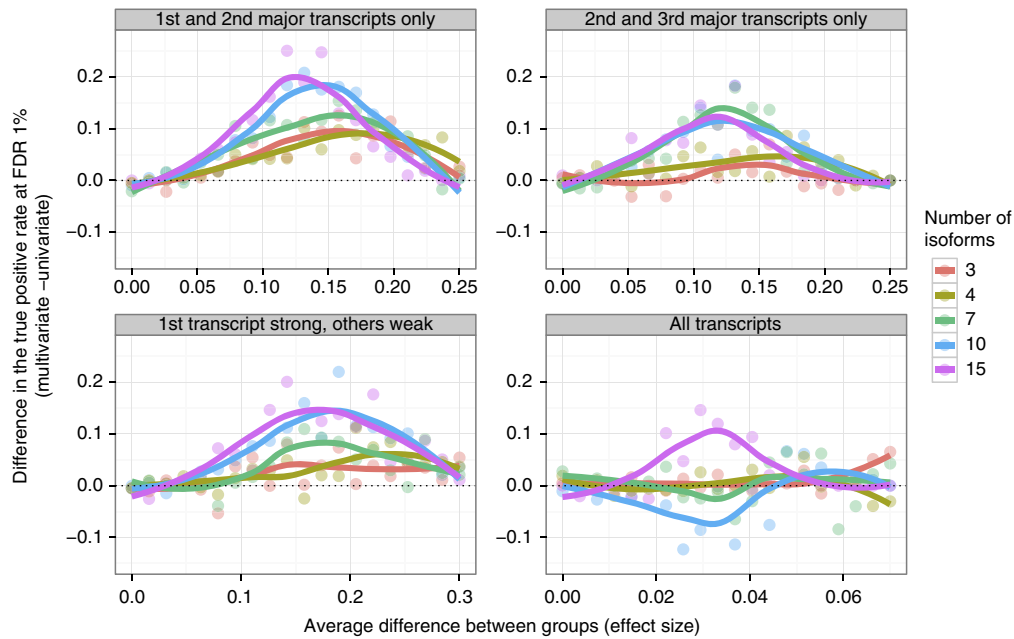 1st and 2nd major transcripts only
2nd and 3rd major transcripts only
0.2
0.1
0.0
−0.1
0.2
0.1
0.0
−0.1
0.00 0.05 0.10 0.15 0.20 0.25
0.00 0.05 0.10 0.15 0.20 0.25
1st transcript strong, others weak
All transcripts
0.2
0.1
0.0
−0.1
0.2
0.1
0.0
−0.1
0.0 0.1 0.2 0.3
0.00 0.02 0.04 0.06
Difference in the true positive rate at FDR 1%
(multivariate −univariate)
Average difference between groups (effect size)
Number of
isoforms
3
4
7
10
15